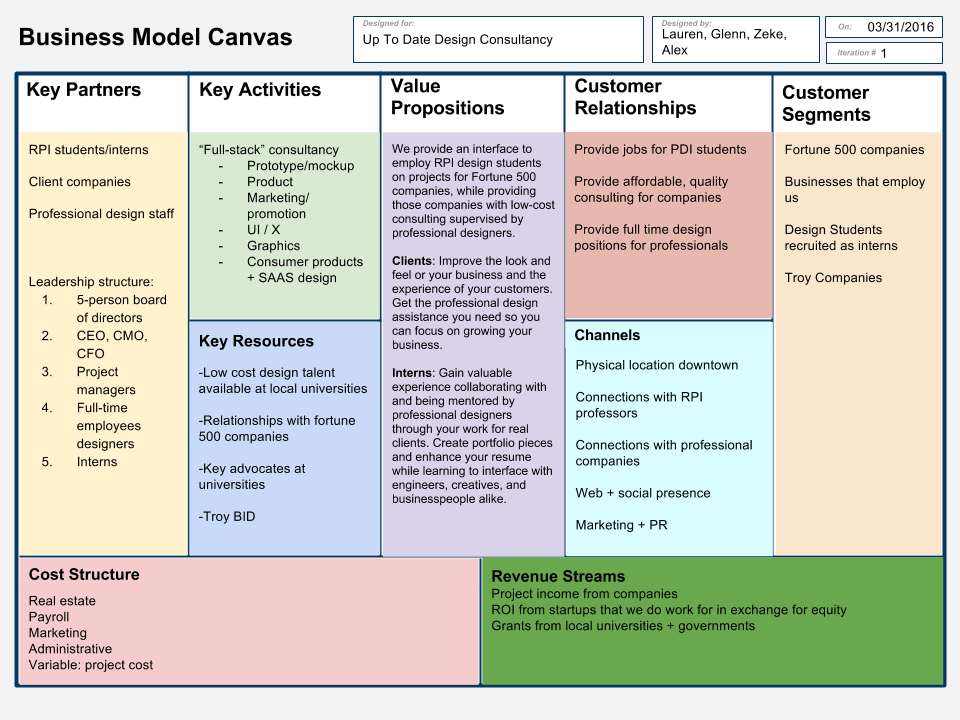 Business Model Canvas
Designed for:
Up To Date Design Consultancy
Designed by:
Lauren, Glenn, Zeke,
Alex
On: 03/31/2016
Iteration # 1
Key Partners
RPI students/interns
Client companies
Professional design staff
Leadership structure:
1. 5-person board
of directors
2. CEO, CMO,
CFO
3. Project
managers
4. Full-time
employees
designers
5. Interns
Key Activities
“Full-stack” consultancy
- Prototype/mockup
- Product
- Marketing/
promotion
- UI / X
- Graphics
- Consumer products
+ SAAS design
Key Resources
-Low cost design talent
available at local universities
-Relationships with fortune
500 companies
-Key advocates at
universities
-Troy BID
Value
Propositions
We provide an interface to
employ RPI design students
on projects for Fortune 500
companies, while providing
those companies with low-cost
consulting supervised by
professional designers.
Clients: Improve the look and
feel or your business and the
experience of your customers.
Get the professional design
assistance you need so you
can focus on growing your
business.
Interns: Gain valuable
experience collaborating with
and being mentored by
professional designers
through your work for real
clients. Create portfolio pieces
and enhance your resume
while learning to interface with
engineers, creatives, and
businesspeople alike.
Customer
Relationships
Provide jobs for PDI students
Provide affordable, quality
consulting for companies
Provide full time design
positions for professionals
Channels
Physical location downtown
Connections with RPI
professors
Connections with professional
companies
Web + social presence
Marketing + PR
Customer
Segments
Fortune 500 companies
Businesses that employ
us
Design Students
recruited as interns
Troy Companies
Cost Structure
Real estate
Payroll
Marketing
Administrative
Variable: project cost
Revenue Streams
Project income from companies
ROI from startups that we do work for in exchange for equity
Grants from local universities + governments